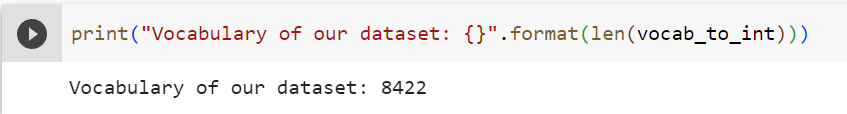 print("Vocabulary of our dataset: {}".format(len(vocab_to_int)))
Vocabulary of our dataset: 8422